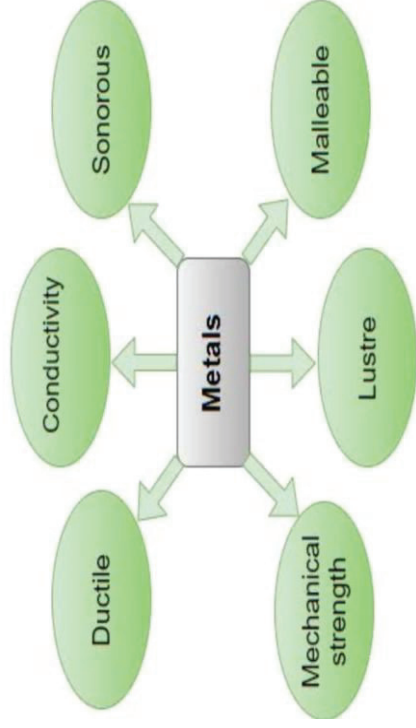 Ductile
Conductivity
Sonorous
Metals
Mechanical
strength
Lustre
Malleable